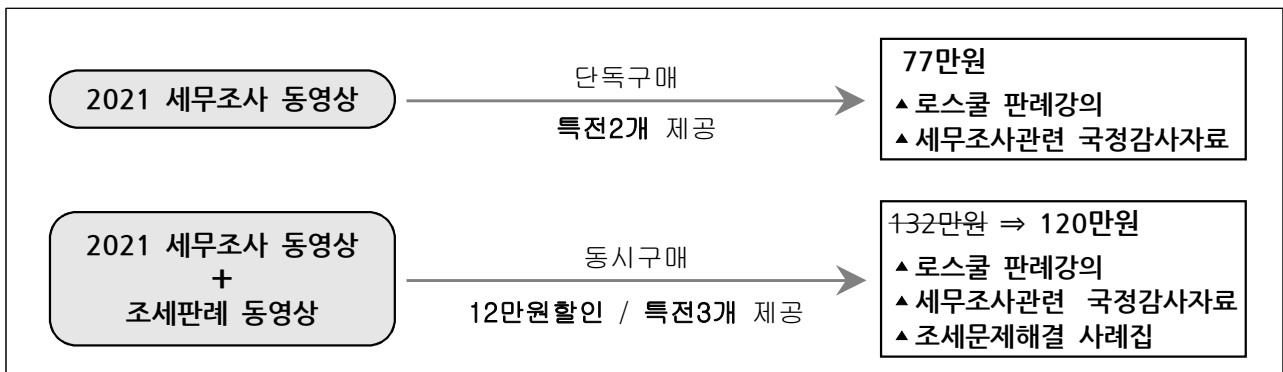 2021 세무조사 동영상
단독구매
특전2개 제공
77만원
▲로스쿨 판례강의
▲세무조사관련 국정감사자료
2021 세무조사 동영상
+
조세판례 동영상
동시구매
12만원할인 / 특전3개 제공
132만원 ⇒ 120만원
▲로스쿨 판례강의
▲세무조사관련 국정감사자료
▲조세문제해결 사례집